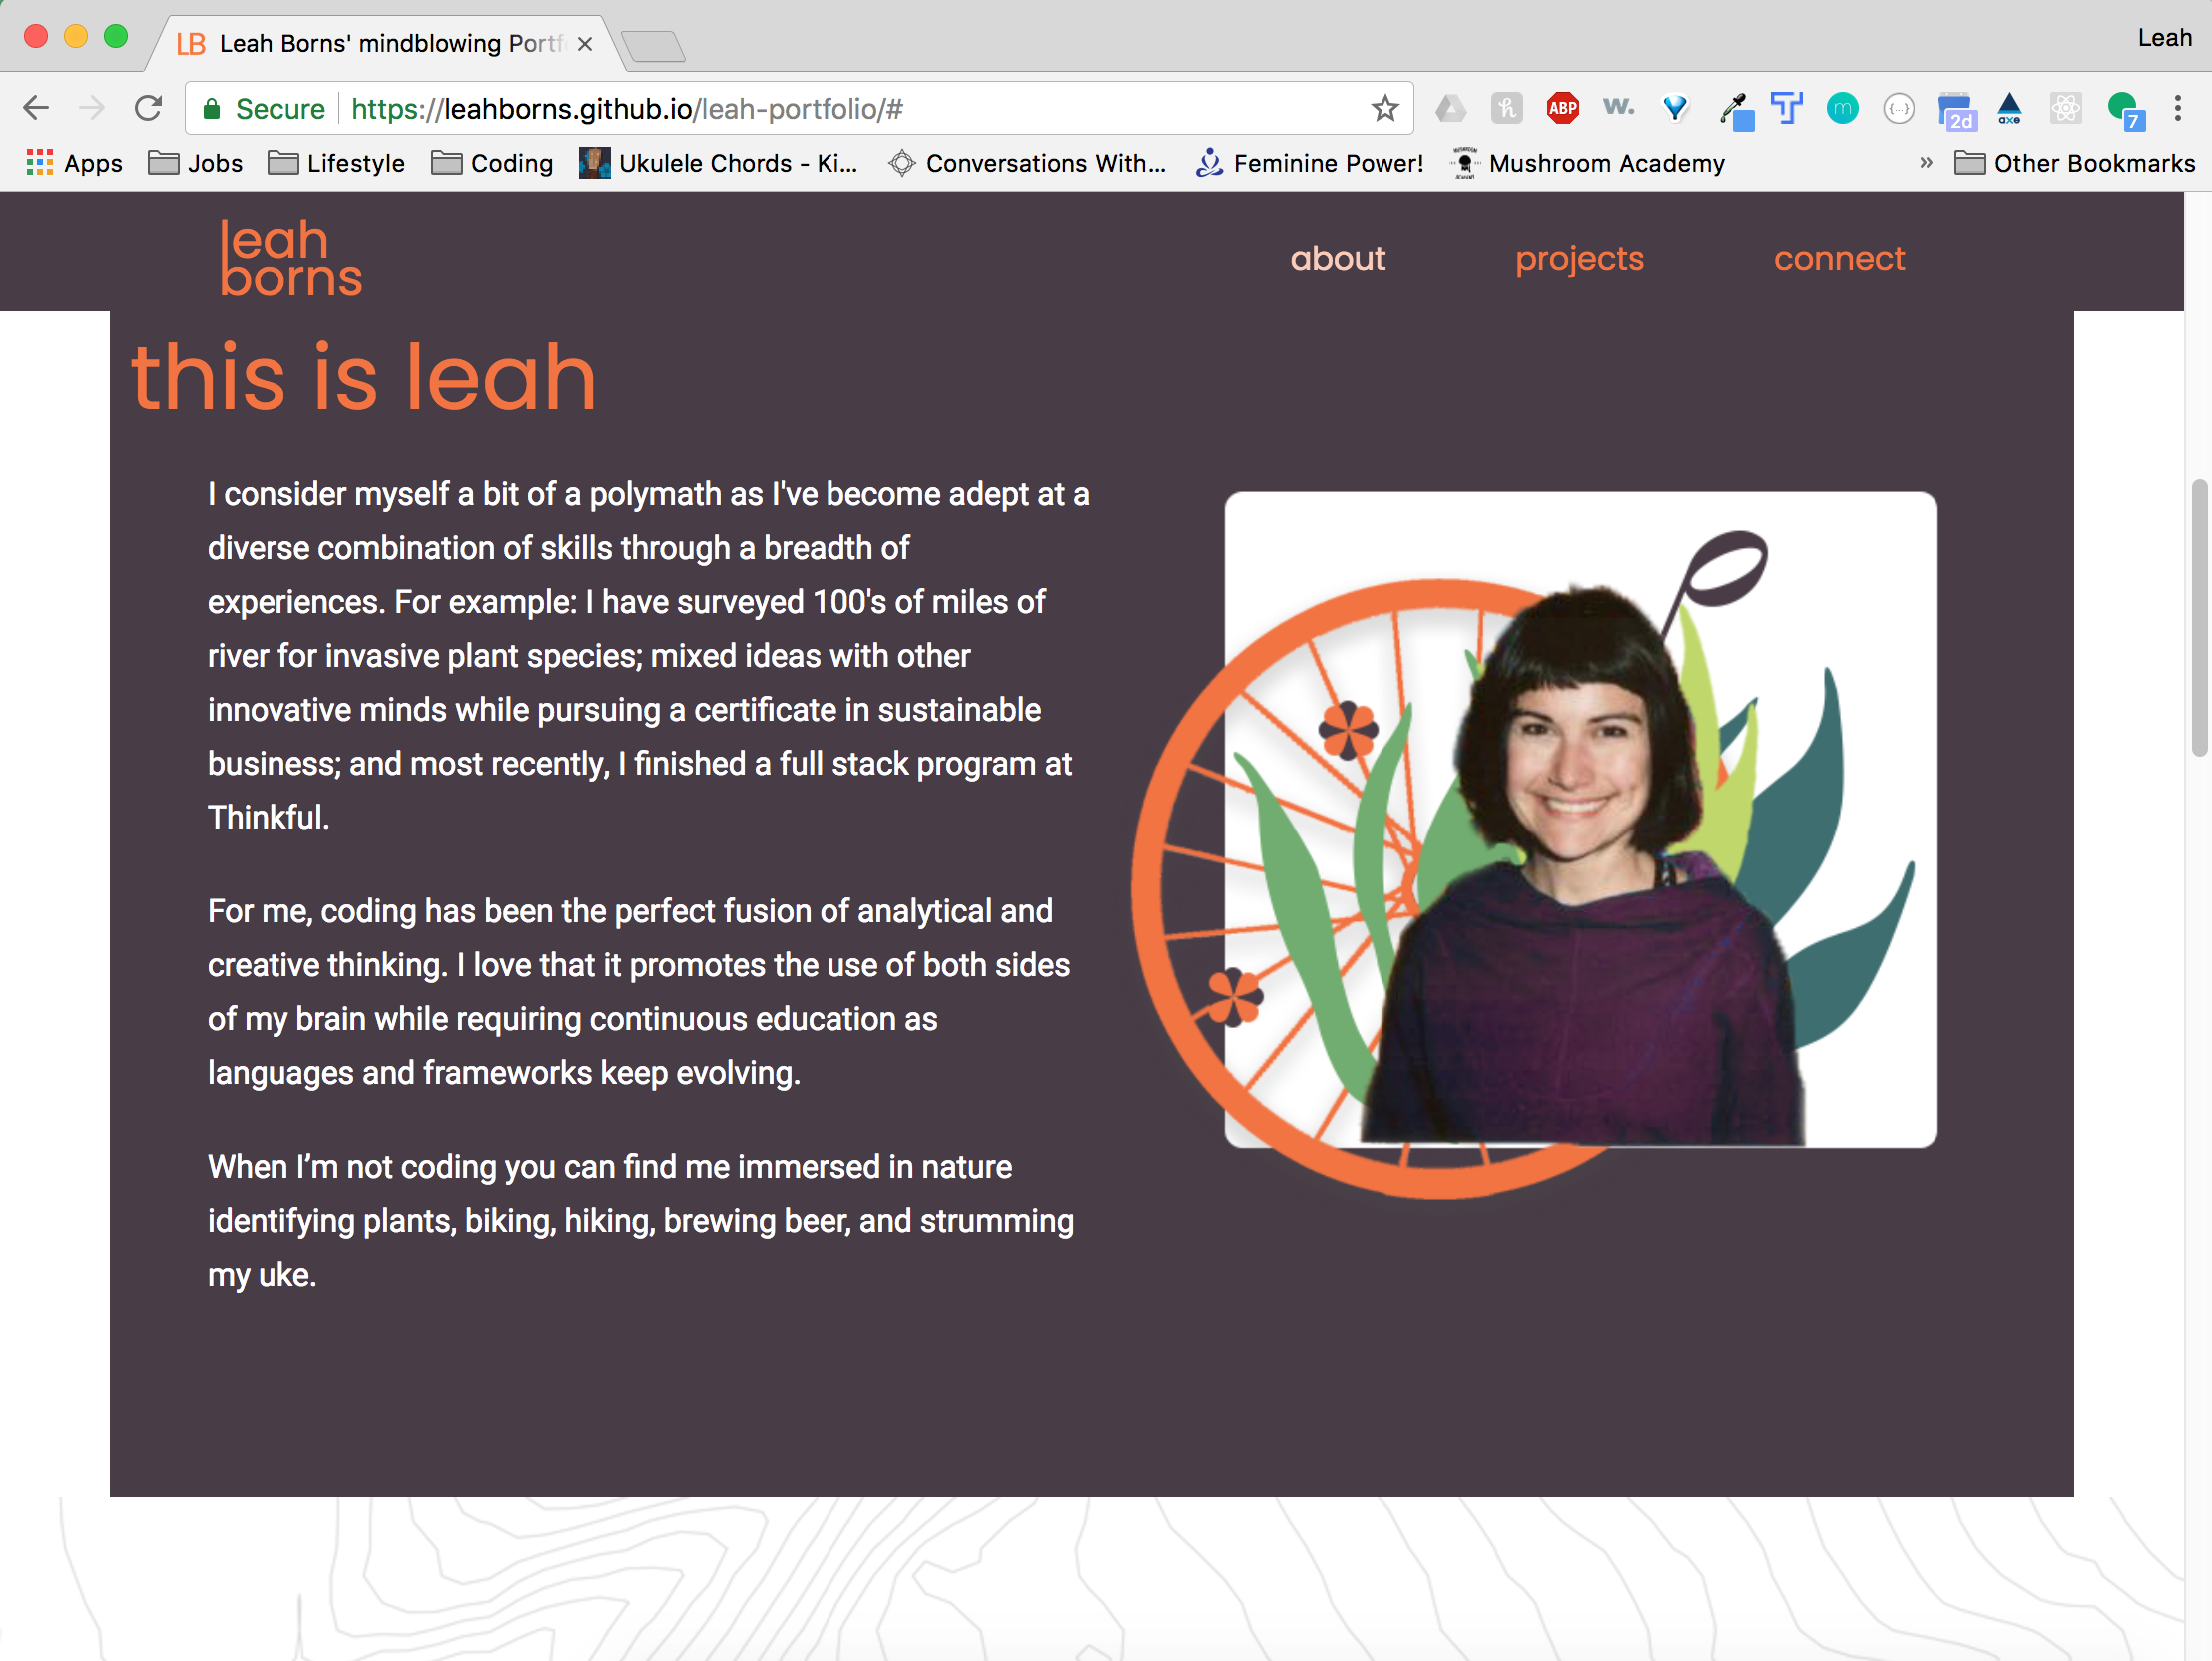 LB Leah Borns' mindblowing Portf
Leah
Secure https://leahborns.github.io/leah-portfolio/#
h ABP w. T m {...} 2d axe 7
Apps Jobs Lifestyle Coding Ukulele Chords - Ki... Conversations With... Feminine Power! Mushroom Academy » Other Bookmarks
leah
borns
about projects connect
this is leah
I consider myself a bit of a polymath as I've become adept at a
diverse combination of skills through a breadth of
experiences. For example: I have surveyed 100's of miles of
river for invasive plant species; mixed ideas with other
innovative minds while pursuing a certificate in sustainable
business; and most recently, I finished a full stack program at
Thinkful.
For me, coding has been the perfect fusion of analytical and
creative thinking. I love that it promotes the use of both sides
of my brain while requiring continuous education as
languages and frameworks keep evolving.
When I’m not coding you can find me immersed in nature
identifying plants, biking, hiking, brewing beer, and strumming
my uke.